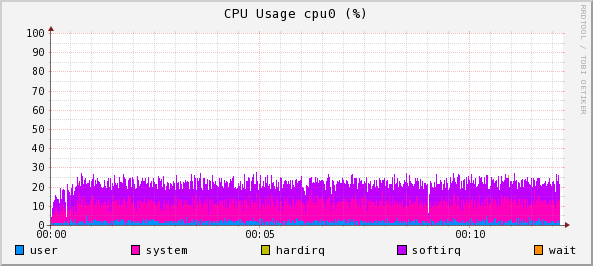 CPU Usage cpu0 (%)
RRDTOOL / TOBI OETIKER
100
90
80
70
60
50
40
30
20
10
0
00:00 00:05 00:10
user system hardirq softirq wait